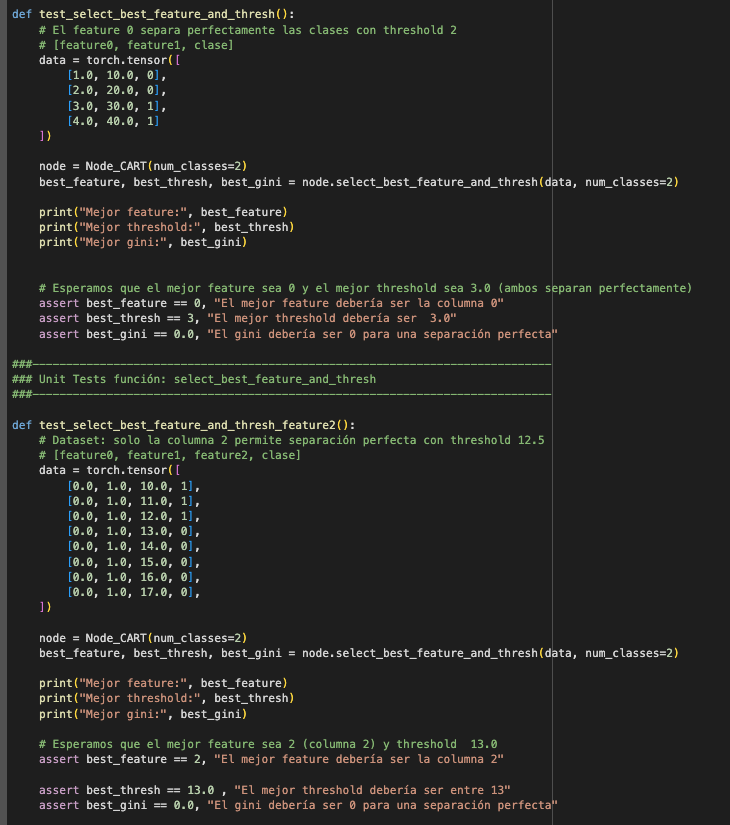 def test_select_best_feature_and_thresh():
    # El feature 0 separa perfectamente las clases con threshold 2
    # [feature0, feature1, clase]
    data = torch.tensor([
        [1.0, 10.0, 0],
        [2.0, 20.0, 0],
        [3.0, 30.0, 1],
        [4.0, 40.0, 1]
    ])

    node = Node_CART(num_classes=2)
    best_feature, best_thresh, best_gini = node.select_best_feature_and_thresh(data, num_classes=2)

    print("Mejor feature:", best_feature)
    print("Mejor threshold:", best_thresh)
    print("Mejor gini:", best_gini)


    # Esperamos que el mejor feature sea 0 y el mejor threshold sea 3.0 (ambos separan perfectamente)
    assert best_feature == 0, "El mejor feature debería ser la columna 0"
    assert best_thresh == 3, "El mejor threshold debería ser  3.0"
    assert best_gini == 0.0, "El gini debería ser 0 para una separación perfecta"

###-----------------------------------------------------------------------------
### Unit Tests función: select_best_feature_and_thresh
###-----------------------------------------------------------------------------

def test_select_best_feature_and_thresh_feature2():
    # Dataset: solo la columna 2 permite separación perfecta con threshold 12.5
    # [feature0, feature1, feature2, clase]
    data = torch.tensor([
        [0.0, 1.0, 10.0, 1],
        [0.0, 1.0, 11.0, 1],
        [0.0, 1.0, 12.0, 1],
        [0.0, 1.0, 13.0, 0],
        [0.0, 1.0, 14.0, 0],
        [0.0, 1.0, 15.0, 0],
        [0.0, 1.0, 16.0, 0],
        [0.0, 1.0, 17.0, 0],
    ])

    node = Node_CART(num_classes=2)
    best_feature, best_thresh, best_gini = node.select_best_feature_and_thresh(data, num_classes=2)

    print("Mejor feature:", best_feature)
    print("Mejor threshold:", best_thresh)
    print("Mejor gini:", best_gini)

    # Esperamos que el mejor feature sea 2 (columna 2) y threshold  13.0
    assert best_feature == 2, "El mejor feature debería ser la columna 2"

    assert best_thresh == 13.0 , "El mejor threshold debería ser entre 13"
    assert best_gini == 0.0, "El gini debería ser 0 para una separación perfecta"